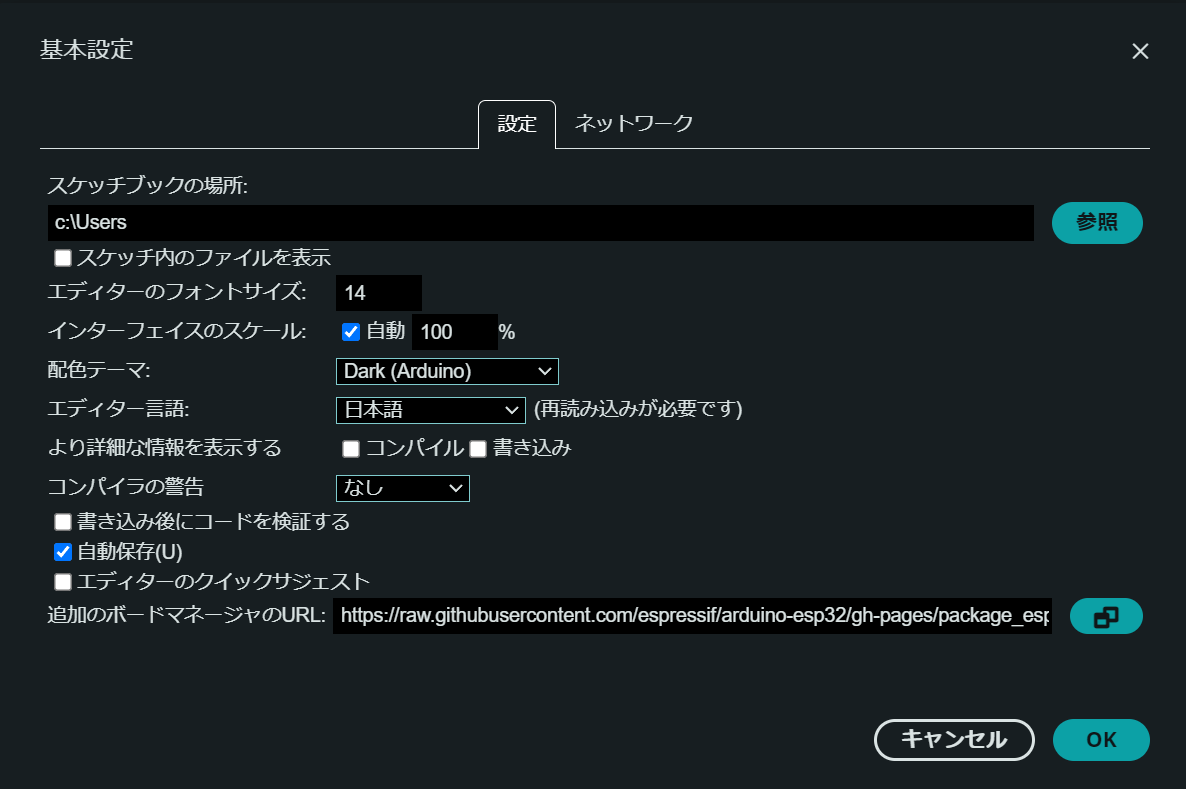 基本設定
設定 ネットワーク
スケッチブックの場所:
c:\Users 参照
スケッチ内のファイルを表示
エディターのフォントサイズ: 14
インターフェイスのスケール: 自動 100 %
配色テーマ: Dark (Arduino)
エディター言語: 日本語 (再読み込みが必要です)
より詳細な情報を表示する コンパイル 書き込み
コンパイラの警告 なし
書き込み後にコードを検証する
自動保存(U)
エディターのクイックサジェスト
追加のボードマネージャのURL: https://raw.githubusercontent.com/espressif/arduino-esp32/gh-pages/package_esp
キャンセル OK